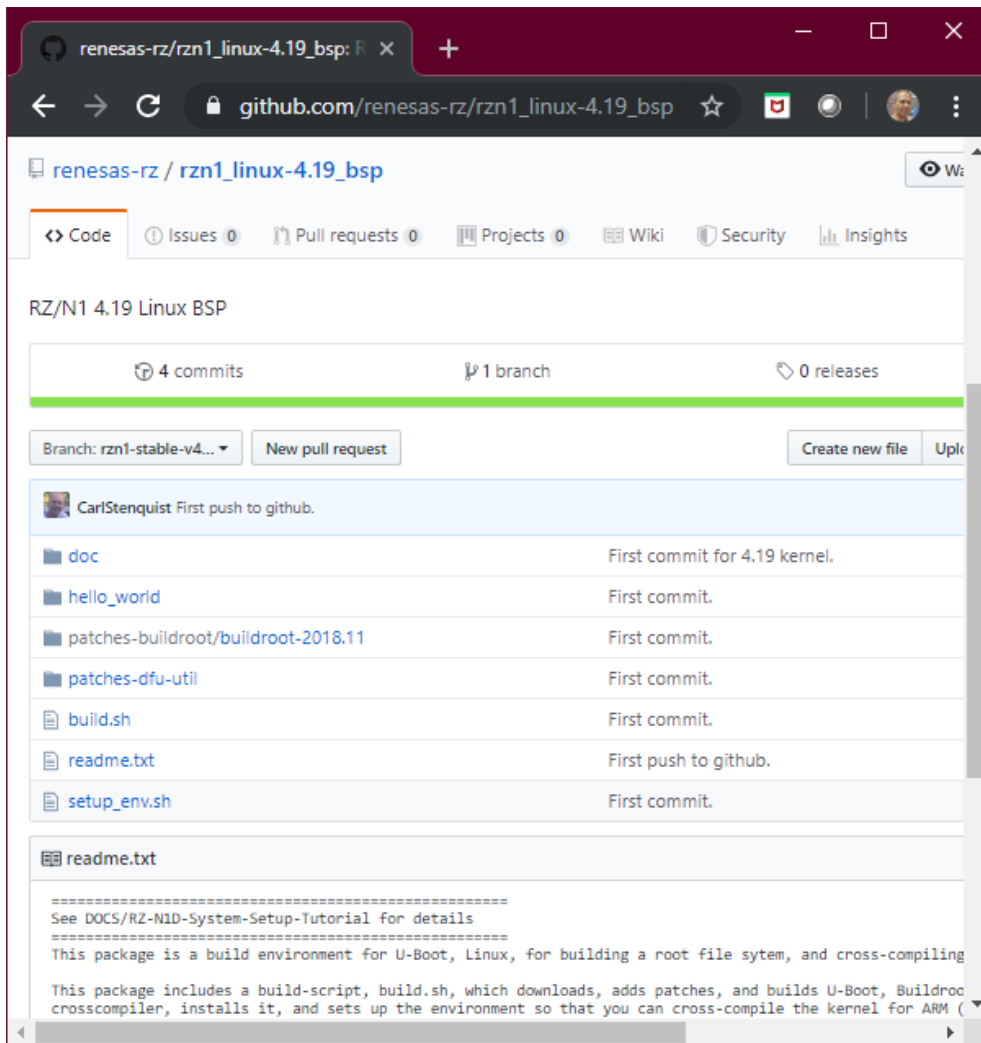 renesas-rz/rzn1_linux-4.19_bsp: R
github.com/renesas-rz/rzn1_linux-4.19_bsp
renesas-rz / rzn1_linux-4.19_bsp
Wa
Code Issues 0 Pull requests 0 Projects 0 Wiki Security Insights
RZ/N1 4.19 Linux BSP
4 commits 1 branch 0 releases
Branch: rzn1-stable-v4... New pull request Create new file Uplo
CarlStenquist First push to github.
doc First commit for 4.19 kernel.
hello_world First commit.
patches-buildroot/buildroot-2018.11 First commit.
patches-dfu-util First commit.
build.sh First commit.
readme.txt First push to github.
setup_env.sh First commit.
readme.txt
=====================================================
See DOCS/RZ-N1D-System-Setup-Tutorial for details
=====================================================
This package is a build environment for U-Boot, Linux, for building a root file sytem, and cross-compiling
This package includes a build-script, build.sh, which downloads, adds patches, and builds U-Boot, Buildroo
crosscompiler, installs it, and sets up the environment so that you can cross-compile the kernel for ARM (